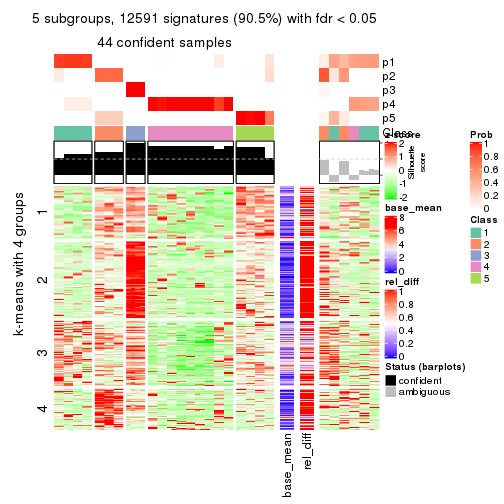 5 subgroups, 12591 signatures (90.5%) with fdr < 0.05
44 confident samples
p1
p2
p3
p4
p5
Class
z-score
2
1
0
-1
-2
Silhouette
score
base_mean
8
6
4
2
0
rel_diff
1
0.8
0.6
0.4
0.2
0
Status (barplots)
confident
ambiguous
Prob
1
0.8
0.6
0.4
0.2
0
Class
1
2
3
4
5
k-means with 4 groups
1
2
3
4
base_mean
rel_diff